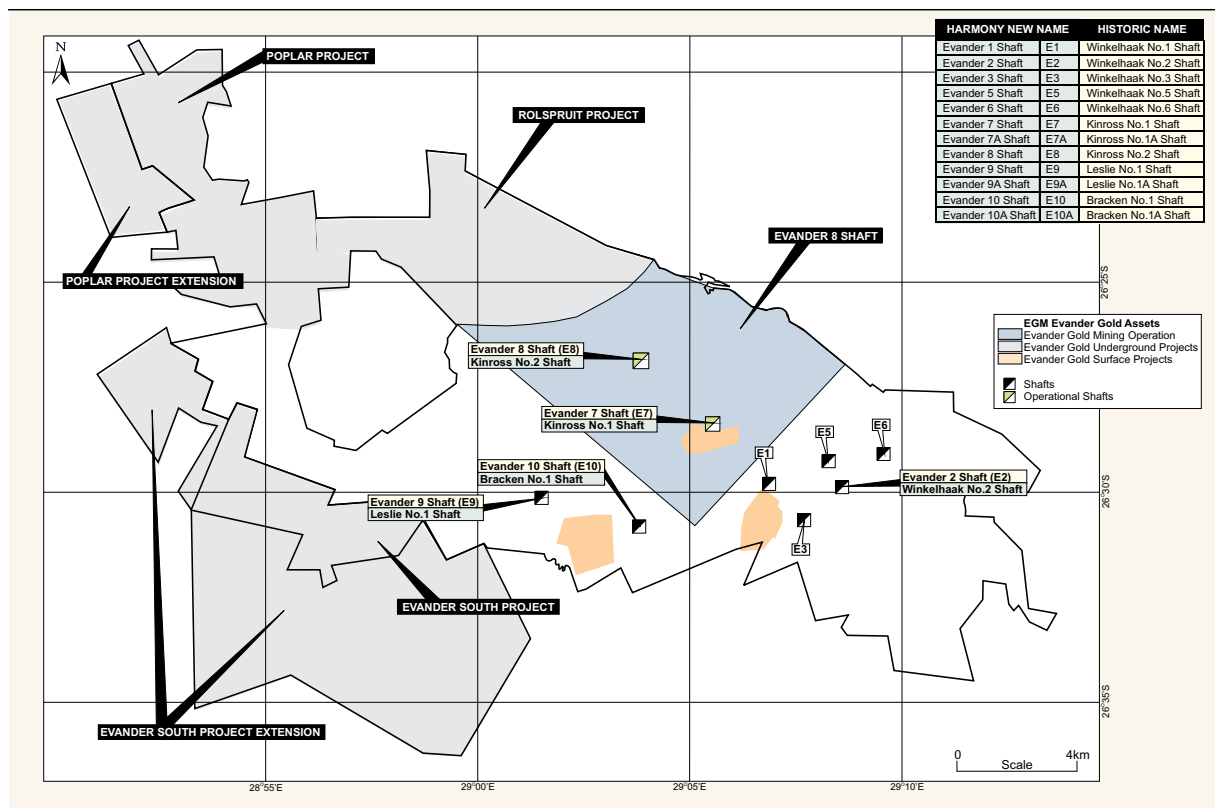 HARMONY NEW NAME HISTORIC NAME
Evander 1 Shaft E1 Winkelhaak No.1 Shaft
Evander 2 Shaft E2 Winkelhaak No.2 Shaft
Evander 3 Shaft E3 Winkelhaak No.3 Shaft
Evander 5 Shaft E5 Winkelhaak No.5 Shaft
Evander 6 Shaft E6 Winkelhaak No.6 Shaft
Evander 7 Shaft E7 Kinross No.1 Shaft
Evander 7A Shaft E7A Kinross No.1A Shaft
Evander 8 Shaft E8 Kinross No.2 Shaft
Evander 9 Shaft E9 Leslie No.1 Shaft
Evander 9A Shaft E9A Leslie No.1A Shaft
Evander 10 Shaft E10 Bracken No.1 Shaft
Evander 10A Shaft E10A Bracken No.1A Shaft
N
POPLAR PROJECT
ROLSPRUIT PROJECT
EVANDER 8 SHAFT
POPLAR PROJECT EXTENSION
26°25'S
EGM Evander Gold Assets
Evander Gold Mining Operation
Evander Gold Underground Projects
Evander Gold Surface Projects
Shafts
Operational Shafts
Evander 8 Shaft (E8)
Kinross No.2 Shaft
Evander 7 Shaft (E7)
Kinross No.1 Shaft
E5
E6
E1
Evander 10 Shaft (E10)
Bracken No.1 Shaft
Evander 2 Shaft (E2)
Winkelhaak No.2 Shaft
Evander 9 Shaft (E9)
Leslie No.1 Shaft
26°30'S
E3
EVANDER SOUTH PROJECT
26°35'S
EVANDER SOUTH PROJECT EXTENSION
0 4km
Scale
28°55'E 29°00'E 29°05'E 29°10'E